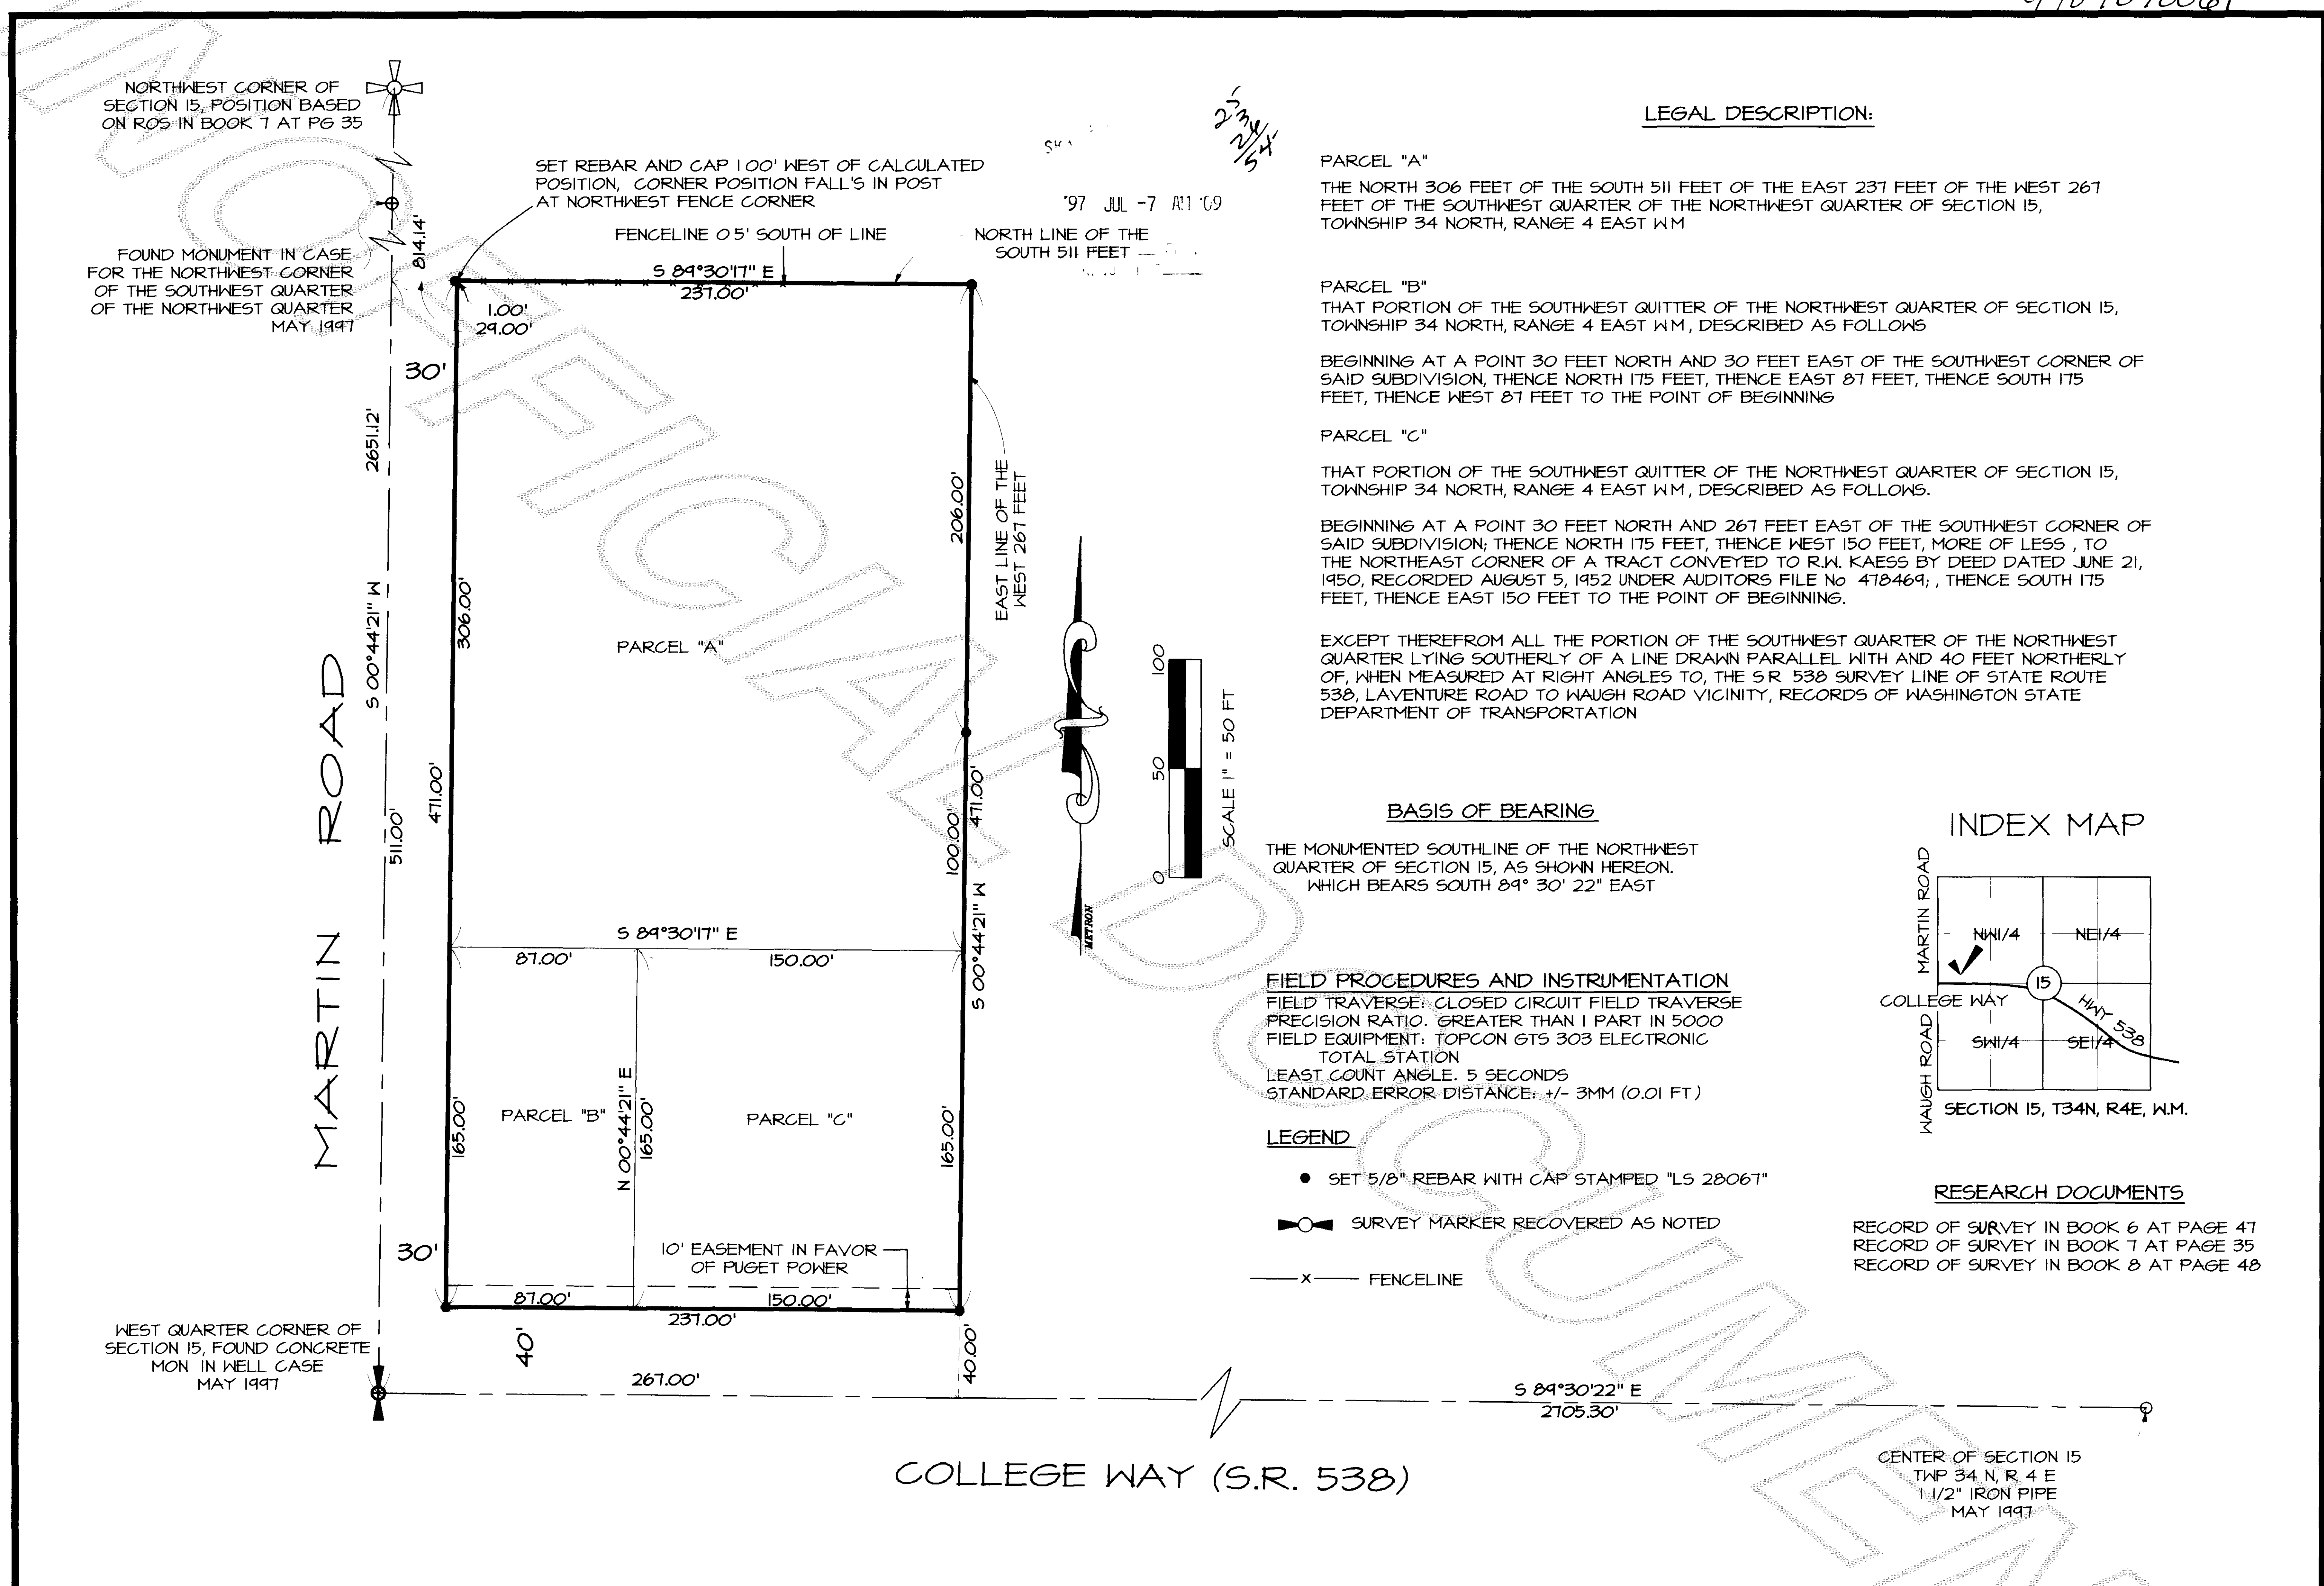 NORTHWEST CORNER OF
SECTION 15, POSITION BASED
ON ROS IN BOOK 7 AT PG 35
SET REBAR AND CAP 1 00' WEST OF CALCULATED
POSITION, CORNER POSITION FALL'S IN POST
AT NORTHWEST FENCE CORNER
'97 JUL -7
FENCELINE 0 5' SOUTH OF LINE
NORTH LINE OF THE
SOUTH 511 FEET
FOUND MONUMENT IN CASE
FOR THE NORTHWEST CORNER
OF THE SOUTHWEST QUARTER
OF THE NORTHWEST QUARTER
MAY 1997
814.14'
S 89°30'17" E
237.00'
1.00'
29.00'
30'
2651.12'
S 00°44'21" W
511.00'
306.00'
471.00'
206.00'
EAST LINE OF THE
WEST 267 FEET
PARCEL "A"
100.00'
471.00'
S 00°44'21" W
MARTIN ROAD
S 89°30'17" E
87.00'
150.00'
165.00'
PARCEL "B"
N 00°44'21" E
165.00'
PARCEL "C"
165.00'
30'
10' EASEMENT IN FAVOR
OF PUGET POWER
87.00'
150.00'
237.00'
40'
40.00'
WEST QUARTER CORNER OF
SECTION 15, FOUND CONCRETE
MON IN WELL CASE
MAY 1997
267.00'
S 89°30'22" E
2705.30'
COLLEGE WAY (S.R. 538)
CENTER OF SECTION 15
TWP 34 N, R 4 E
1 1/2" IRON PIPE
MAY 1997
METRON
100
50
0
SCALE 1" = 50 FT
LEGAL DESCRIPTION:
PARCEL "A"
THE NORTH 306 FEET OF THE SOUTH 511 FEET OF THE EAST 237 FEET OF THE WEST 267
FEET OF THE SOUTHWEST QUARTER OF THE NORTHWEST QUARTER OF SECTION 15,
TOWNSHIP 34 NORTH, RANGE 4 EAST W M
PARCEL "B"
THAT PORTION OF THE SOUTHWEST QUITTER OF THE NORTHWEST QUARTER OF SECTION 15,
TOWNSHIP 34 NORTH, RANGE 4 EAST W M , DESCRIBED AS FOLLOWS
BEGINNING AT A POINT 30 FEET NORTH AND 30 FEET EAST OF THE SOUTHWEST CORNER OF
SAID SUBDIVISION, THENCE NORTH 175 FEET, THENCE EAST 87 FEET, THENCE SOUTH 175
FEET, THENCE WEST 87 FEET TO THE POINT OF BEGINNING
PARCEL "C"
THAT PORTION OF THE SOUTHWEST QUITTER OF THE NORTHWEST QUARTER OF SECTION 15,
TOWNSHIP 34 NORTH, RANGE 4 EAST W M , DESCRIBED AS FOLLOWS.
BEGINNING AT A POINT 30 FEET NORTH AND 267 FEET EAST OF THE SOUTHWEST CORNER OF
SAID SUBDIVISION; THENCE NORTH 175 FEET, THENCE WEST 150 FEET, MORE OF LESS , TO
THE NORTHEAST CORNER OF A TRACT CONVEYED TO R.W. KAESS BY DEED DATED JUNE 21,
1950, RECORDED AUGUST 5, 1952 UNDER AUDITORS FILE No 478469; , THENCE SOUTH 175
FEET, THENCE EAST 150 FEET TO THE POINT OF BEGINNING.
EXCEPT THEREFROM ALL THE PORTION OF THE SOUTHWEST QUARTER OF THE NORTHWEST
QUARTER LYING SOUTHERLY OF A LINE DRAWN PARALLEL WITH AND 40 FEET NORTHERLY
OF, WHEN MEASURED AT RIGHT ANGLES TO, THE S R 538 SURVEY LINE OF STATE ROUTE
538, LAVENTURE ROAD TO WAUGH ROAD VICINITY, RECORDS OF WASHINGTON STATE
DEPARTMENT OF TRANSPORTATION
BASIS OF BEARING
THE MONUMENTED SOUTHLINE OF THE NORTHWEST
QUARTER OF SECTION 15, AS SHOWN HEREON.
WHICH BEARS SOUTH 89° 30' 22" EAST
FIELD PROCEDURES AND INSTRUMENTATION
FIELD TRAVERSE: CLOSED CIRCUIT FIELD TRAVERSE
PRECISION RATIO. GREATER THAN 1 PART IN 5000
FIELD EQUIPMENT: TOPCON GTS 303 ELECTRONIC
TOTAL STATION
LEAST COUNT ANGLE. 5 SECONDS
STANDARD ERROR DISTANCE: +/- 3MM (0.01 FT )
LEGEND
SET 5/8" REBAR WITH CAP STAMPED "LS 28067"
SURVEY MARKER RECOVERED AS NOTED
x FENCELINE
INDEX MAP
MARTIN ROAD
NW1/4
NE1/4
15
COLLEGE WAY
HWY 538
WAUGH ROAD
SW1/4
SE1/4
SECTION 15, T34N, R4E, W.M.
RESEARCH DOCUMENTS
RECORD OF SURVEY IN BOOK 6 AT PAGE 47
RECORD OF SURVEY IN BOOK 7 AT PAGE 35
RECORD OF SURVEY IN BOOK 8 AT PAGE 48
UNOFFICIAL DOCUMENT